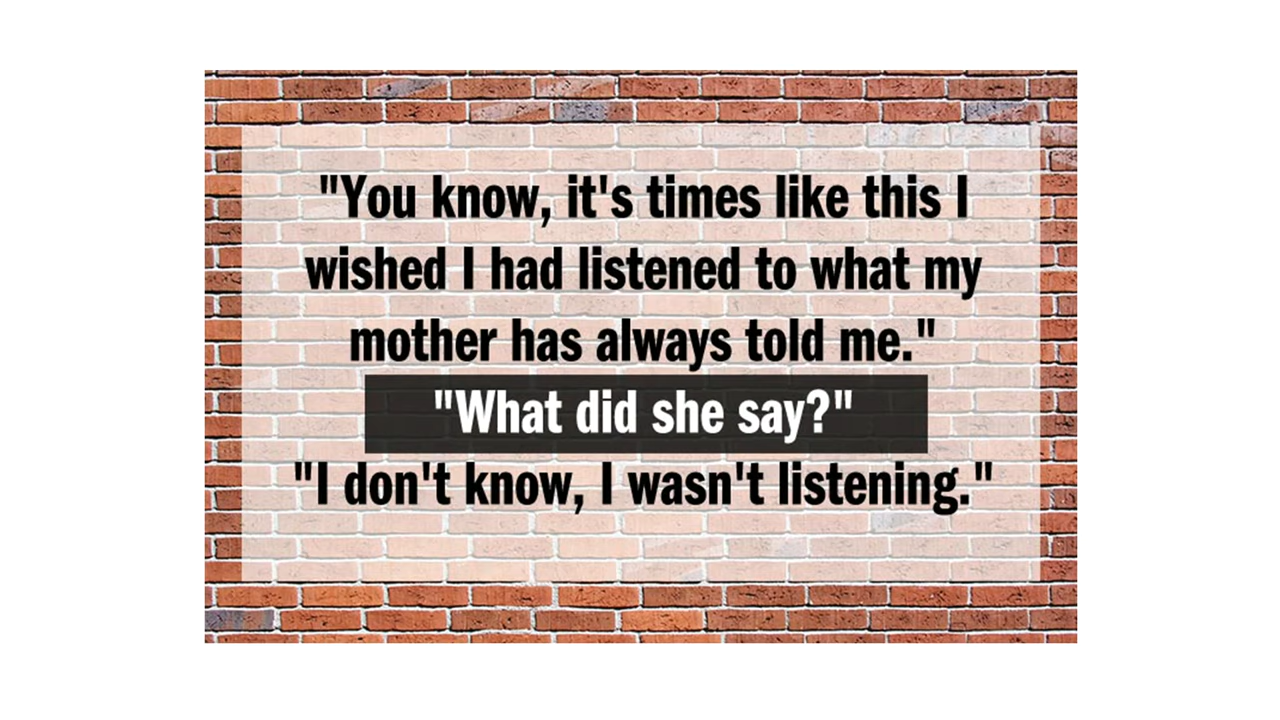 "You know, it's times like this I
wished I had listened to what my
mother has always told me."
"What did she say?"
"I don't know, I wasn't listening."